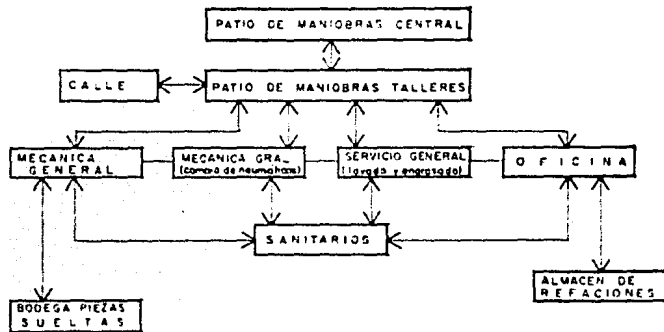 PATIO DE MANIOBRAS CENTRAL
CALLE
PATIO DE MANIOBRAS TALLERES
MECANICA
GENERAL
MECANICA GRAL
(camara de neumaticos)
SERVICIO GENERAL
(lavado y engrasado)
OFICINA
SANITARIOS
BODEGA PIEZAS
SUELTAS
ALMACEN DE
REFACIONES